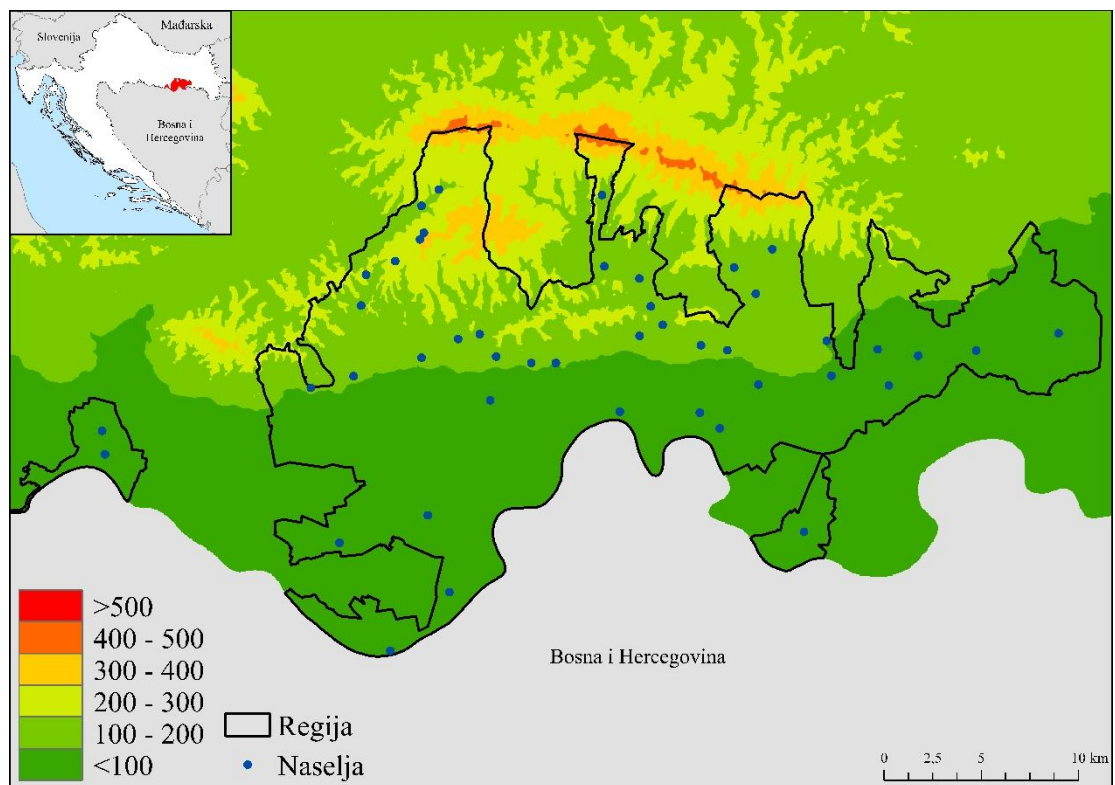 Mađarska
Slovenija
Bosna i
Hercegovina
Bosna i Hercegovina
>500
400 - 500
300 - 400
200 - 300
100 - 200
<100
Regija
Naselja
0 2,5 5 10 km